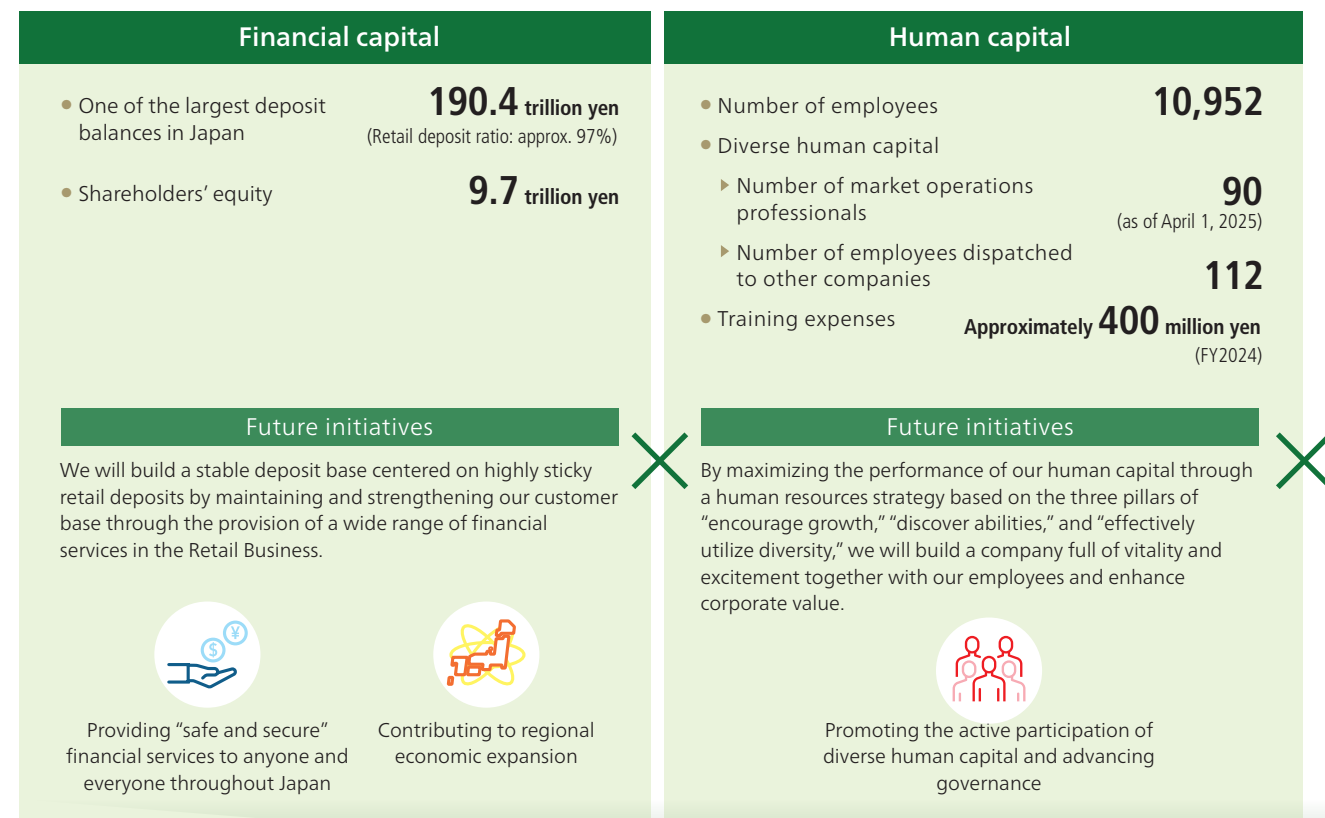 Financial capital
• One of the largest deposit
balances in Japan
190.4 trillion yen
(Retail deposit ratio: approx. 97%)
• Shareholders’ equity
9.7 trillion yen
Future initiatives
We will build a stable deposit base centered on highly sticky
retail deposits by maintaining and strengthening our customer
base through the provision of a wide range of financial
services in the Retail Business.
$ ¥
Providing “safe and secure”
financial services to anyone and
everyone throughout Japan
Contributing to regional
economic expansion
Human capital
• Number of employees
10,952
• Diverse human capital
Number of market operations
professionals
90
(as of April 1, 2025)
Number of employees dispatched
to other companies
112
• Training expenses
Approximately 400 million yen
(FY2024)
Future initiatives
By maximizing the performance of our human capital through
a human resources strategy based on the three pillars of
“encourage growth,” “discover abilities,” and “effectively
utilize diversity,” we will build a company full of vitality and
excitement together with our employees and enhance
corporate value.
Promoting the active participation of
diverse human capital and advancing
governance